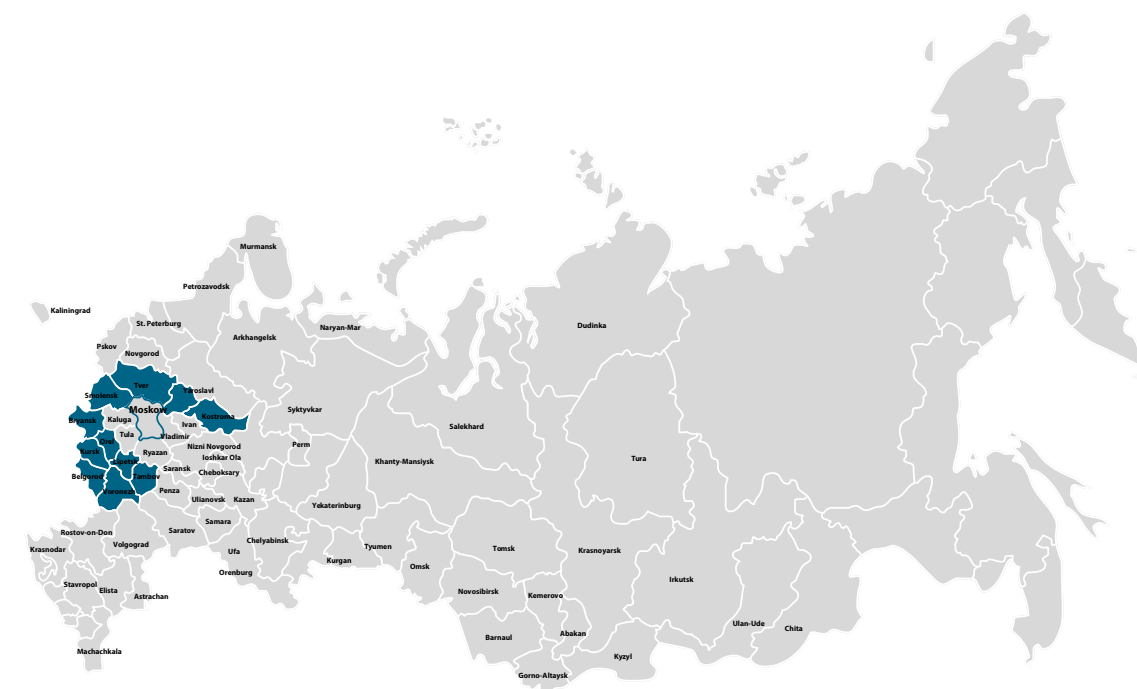 Murmansk
Petrozavodsk
Kaliningrad
St. Petersburg
Naryan-Mar
Dudinka
Arkhangelsk
Pskov
Novgorod
Tver
Yaroslavl
Smolensk
Moskow
Kostroma
Syktyvkar
Bryansk
Kaluga
Ivan
Salekhard
Tula
Vladimir
Orel
Nizni Novgorod
Perm
Kursk
Ryazan
Ioshkar Ola
Tura
Lipetsk
Khanty-Mansiysk
Saransk
Cheboksary
Belgorod
Tambov
Voronezh
Penza
Ulianovsk
Kazan
Yekaterinburg
Samara
Rostov-on-Don
Saratov
Chelyabinsk
Volgograd
Tyumen
Tomsk
Krasnoyarsk
Krasnodar
Ufa
Kurgan
Omsk
Orenburg
Irkutsk
Stavropol
Elista
Astrachan
Novosibirsk
Kemerovo
Ulan-Ude
Chita
Barnaul
Abakan
Machachkala
Kyzyl
Gorno-Altaysk